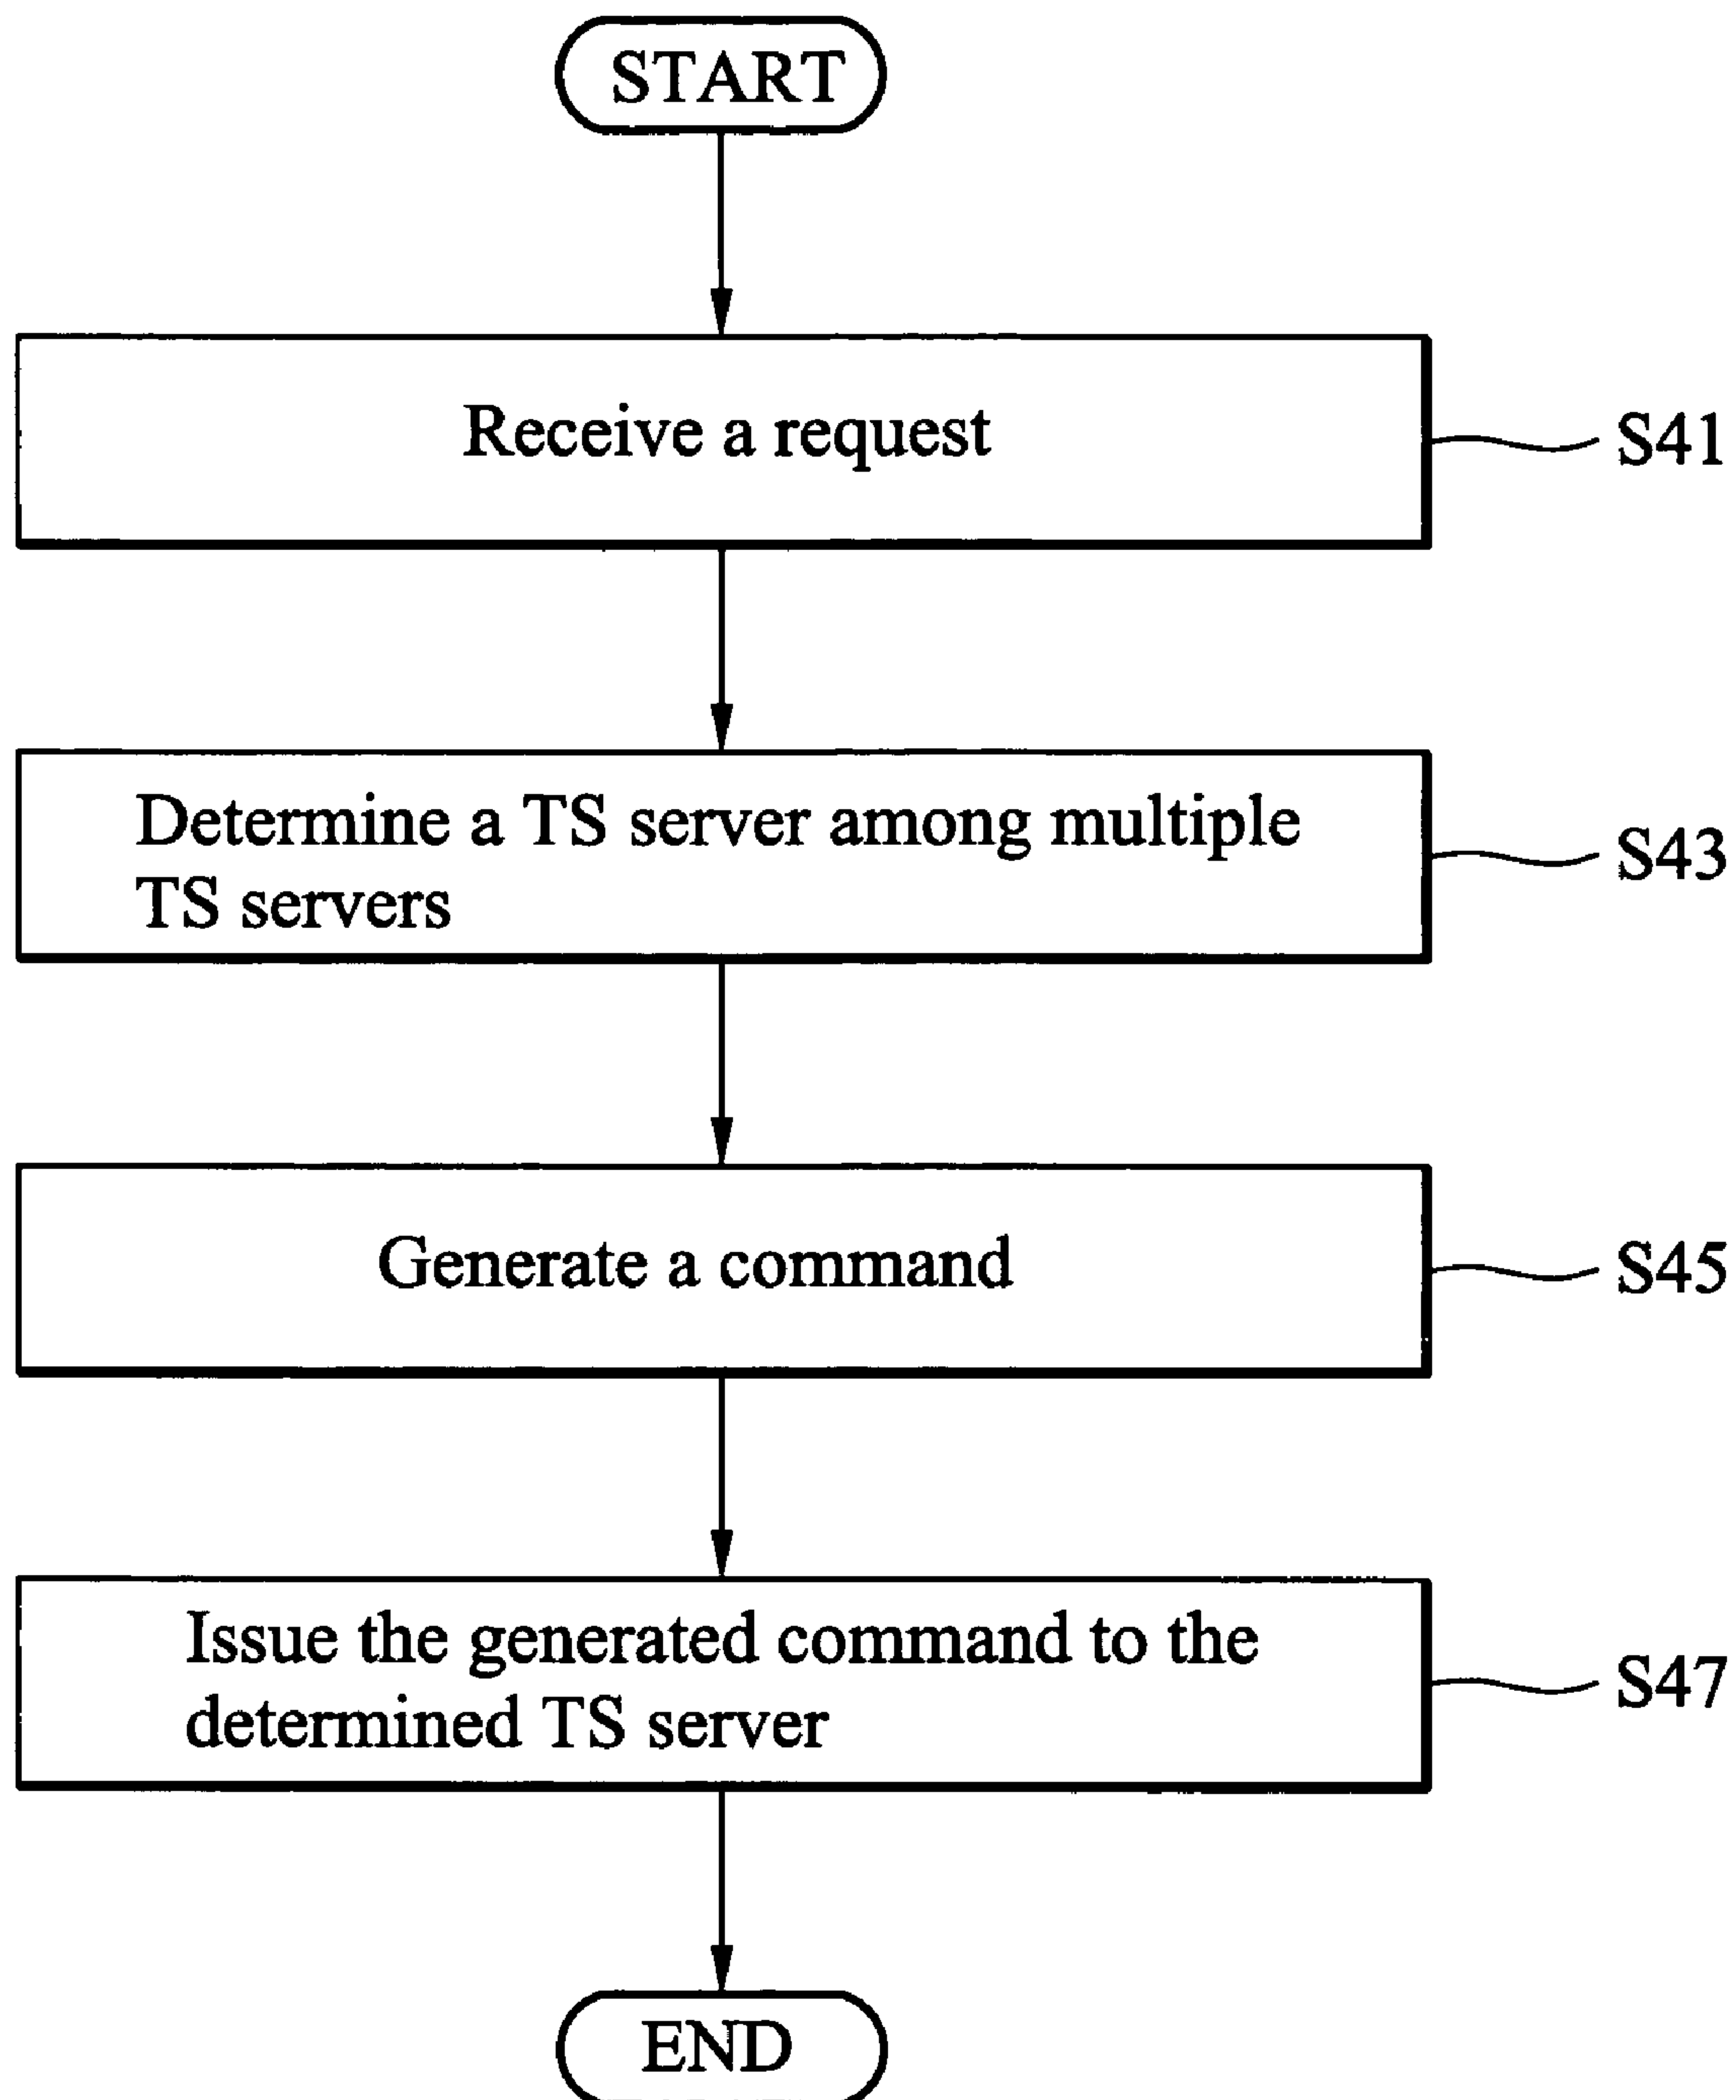 START
Receive a request
S41
Determine a TS server among multiple
TS servers
S43
Generate a command
S45
Issue the generated command to the
determined TS server
S47
END